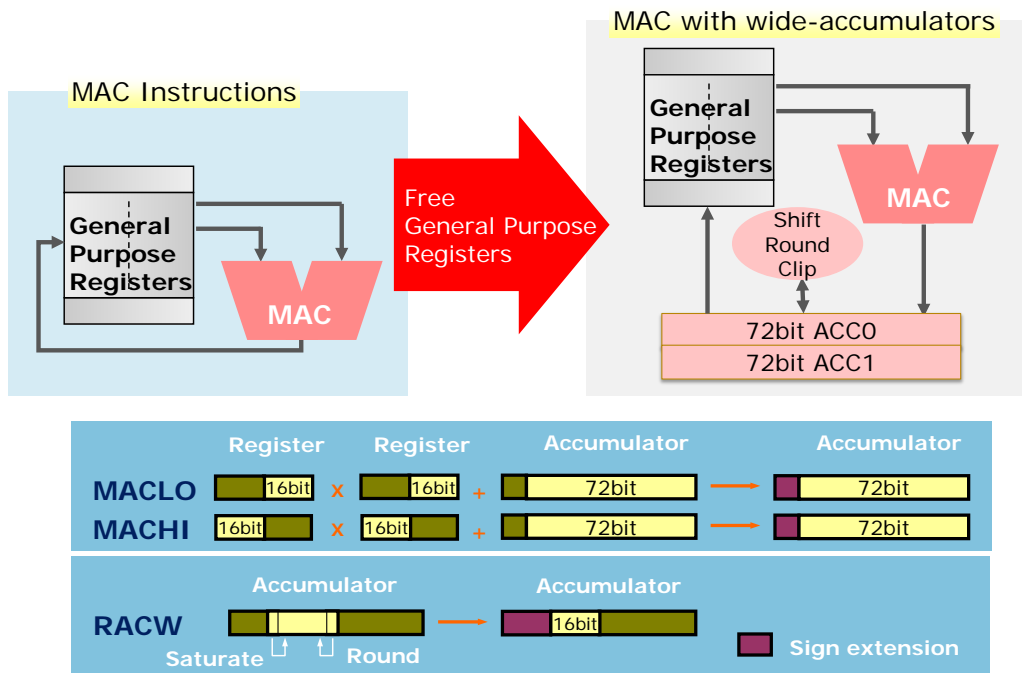 MAC with wide-accumulators
MAC Instructions
General
Purpose
Registers
MAC
Free
General Purpose
Registers
General
Purpose
Registers
MAC
Shift
Round
Clip
72bit ACC0
72bit ACC1
Register Register Accumulator Accumulator
MACLO 16bit x 16bit + 72bit 72bit
MACHI 16bit x 16bit + 72bit 72bit
Accumulator Accumulator
RACW 16bit
Saturate Round Sign extension